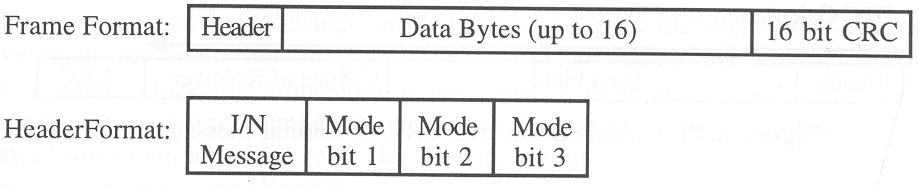 Frame Format: Header Data Bytes (up to 16) 16 bit CRC
HeaderFormat: I/N Mode Mode Mode
Message bit 1 bit 2 bit 3